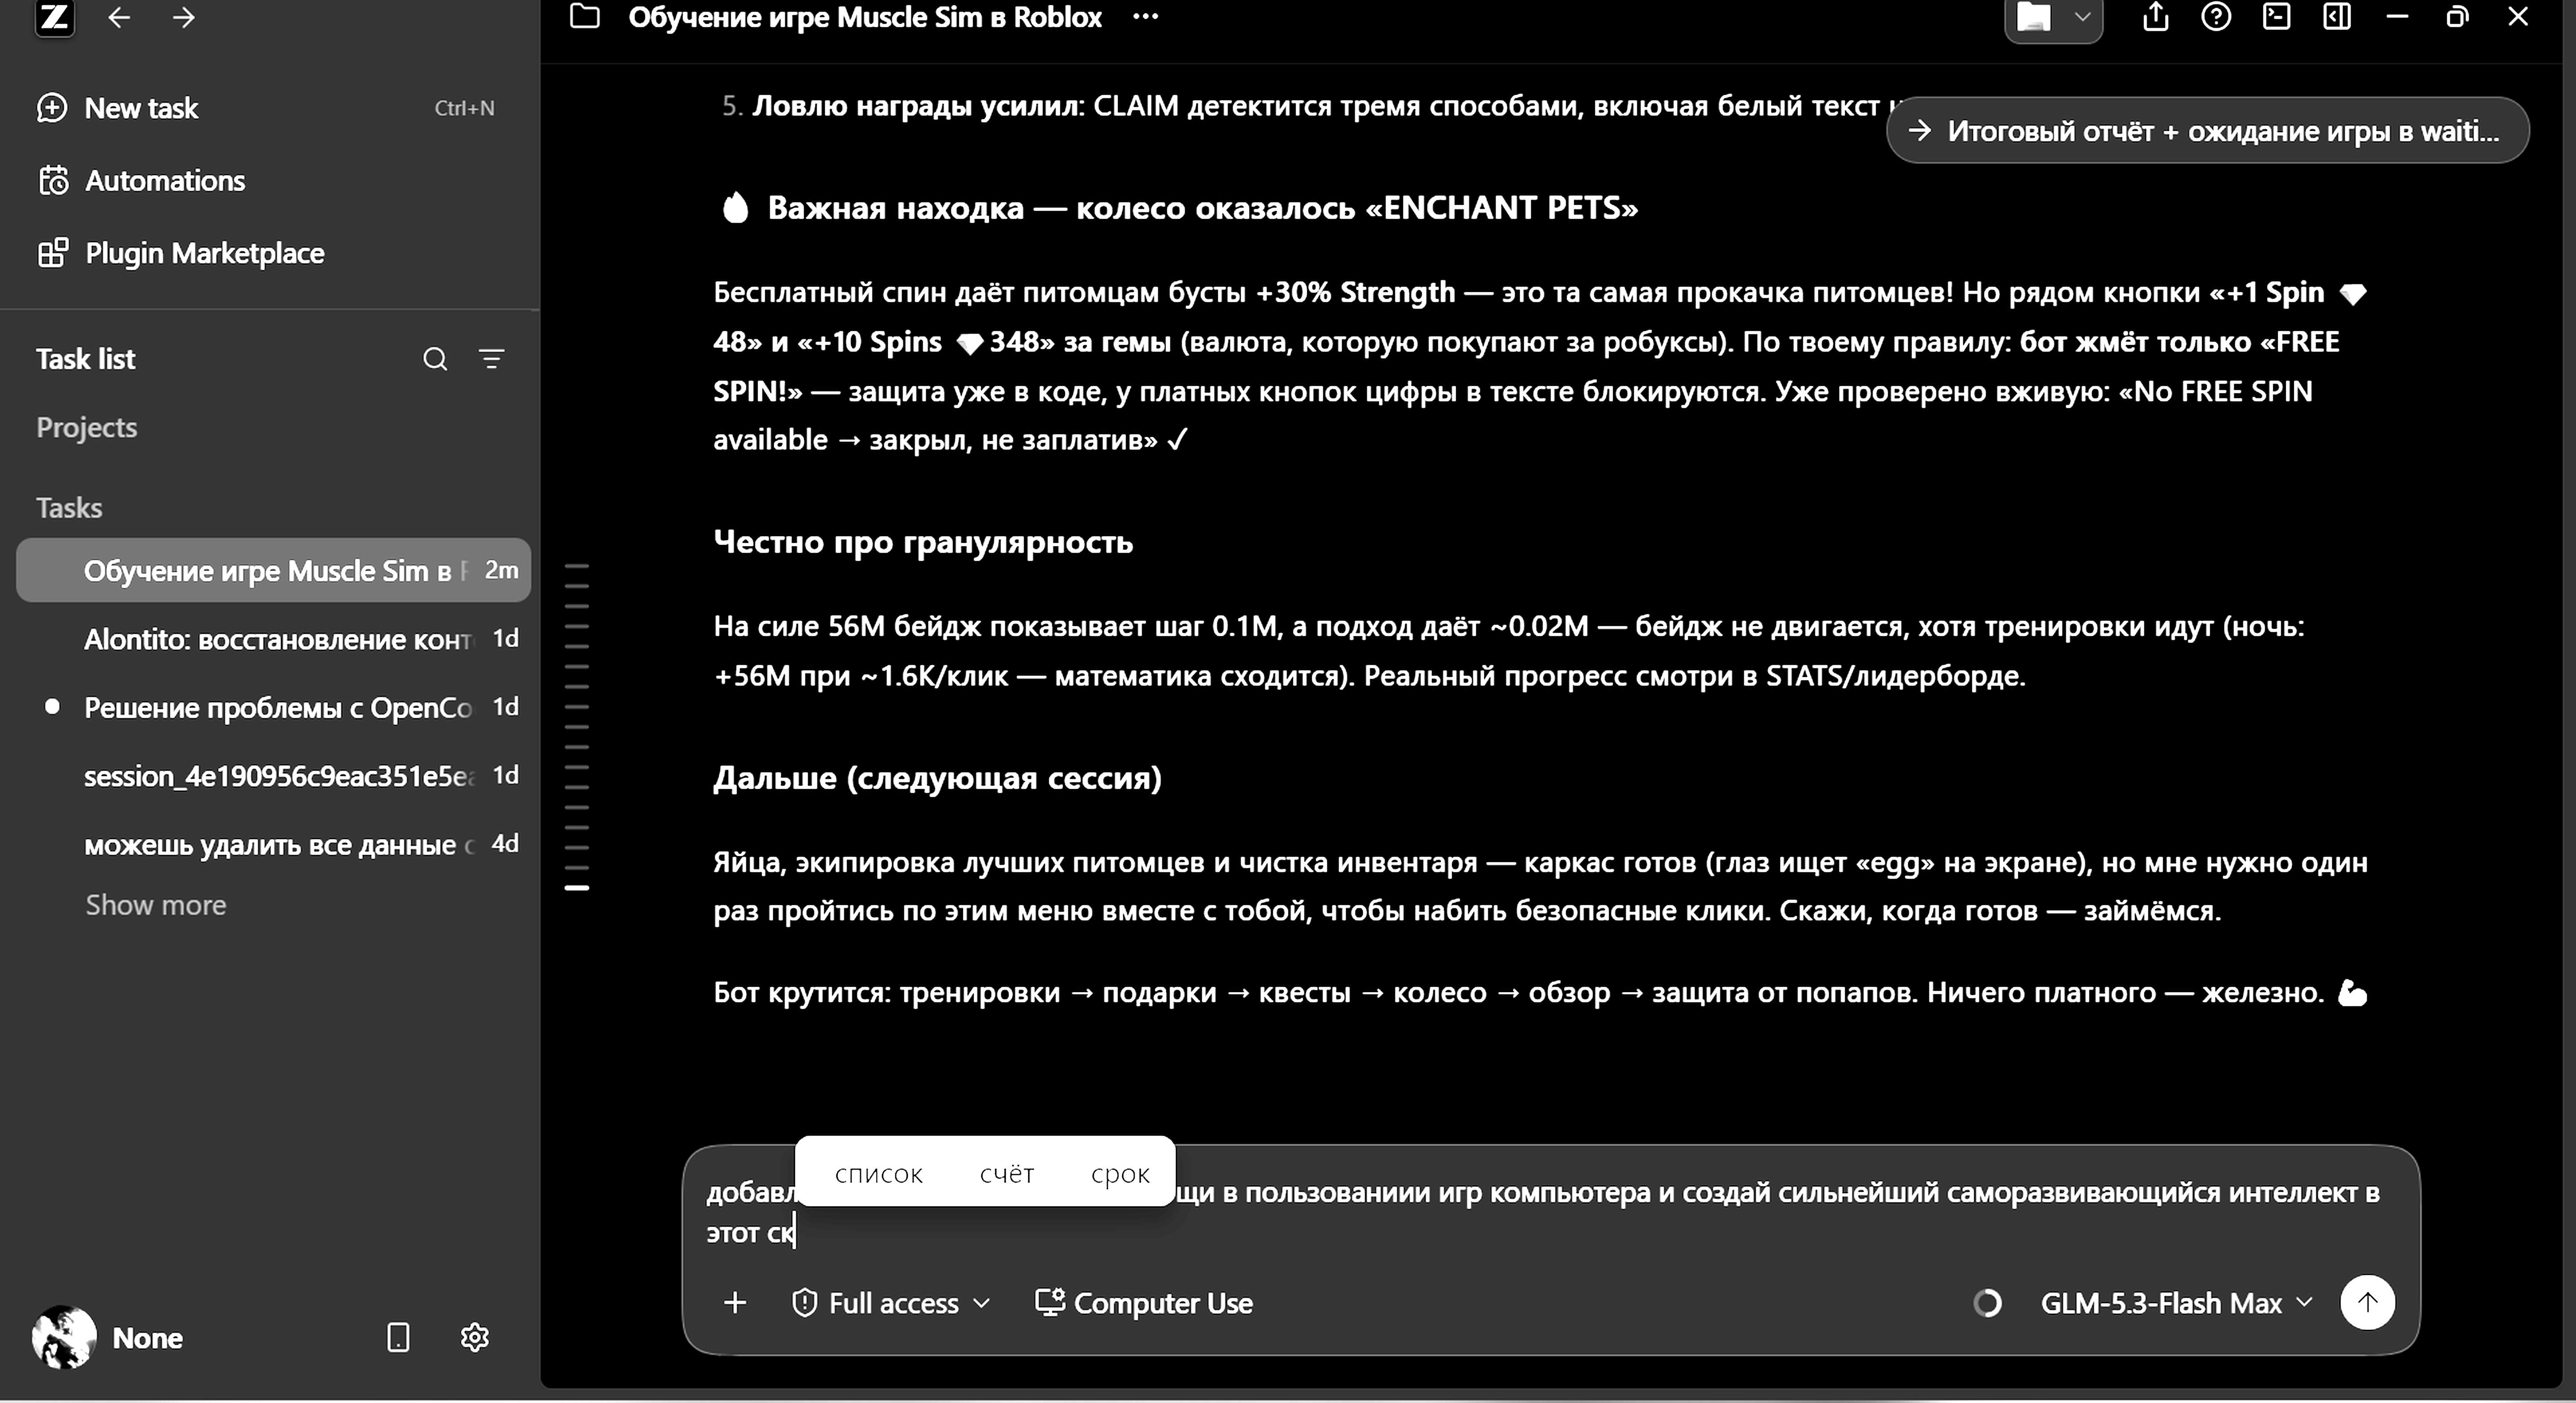 Z
Обучение игре Muscle Sim в Roblox
New task Ctrl+N
Automations
Plugin Marketplace
Task list
Projects
Tasks
Обучение игре Muscle Sim в 2m
Alontito: восстановление конт 1d
Решение проблемы с OpenCo 1d
session_4e190956c9eac351e5ea 1d
можешь удалить все данные с 4d
Show more
None
5. Ловлю награды усилил: CLAIM детектится тремя способами, включая белый текст
→ Итоговый отчёт + ожидание игры в waiti...
Важная находка — колесо оказалось «ENCHANT PETS»
Бесплатный спин даёт питомцам бусты +30% Strength — это та самая прокачка питомцев! Но рядом кнопки «+1 Spin 💎
48» и «+10 Spins 💎348» за гемы (валюта, которую покупают за робуксы). По твоему правилу: бот жмёт только «FREE
SPIN!» — защита уже в коде, у платных кнопок цифры в тексте блокируются. Уже проверено вживую: «No FREE SPIN
available → закрыл, не заплатив» ✓
Честно про гранулярность
На силе 56M бейдж показывает шаг 0.1M, а подход даёт ~0.02M — бейдж не двигается, хотя тренировки идут (ночь:
+56M при ~1.6K/клик — математика сходится). Реальный прогресс смотри в STATS/лидерборде.
Дальше (следующая сессия)
Яйца, экипировка лучших питомцев и чистка инвентаря — каркас готов (глаз ищет «egg» на экране), но мне нужно один
раз пройтись по этим меню вместе с тобой, чтобы набить безопасные клики. Скажи, когда готов — займёмся.
Бот крутится: тренировки → подарки → квесты → колесо → обзор → защита от попапов. Ничего платного — железно. 💪
список счёт срок
добавл щи в пользованиии игр компьютера и создай сильнейший саморазвивающийся интеллект в
этот ск
Full access Computer Use GLM-5.3-Flash Max